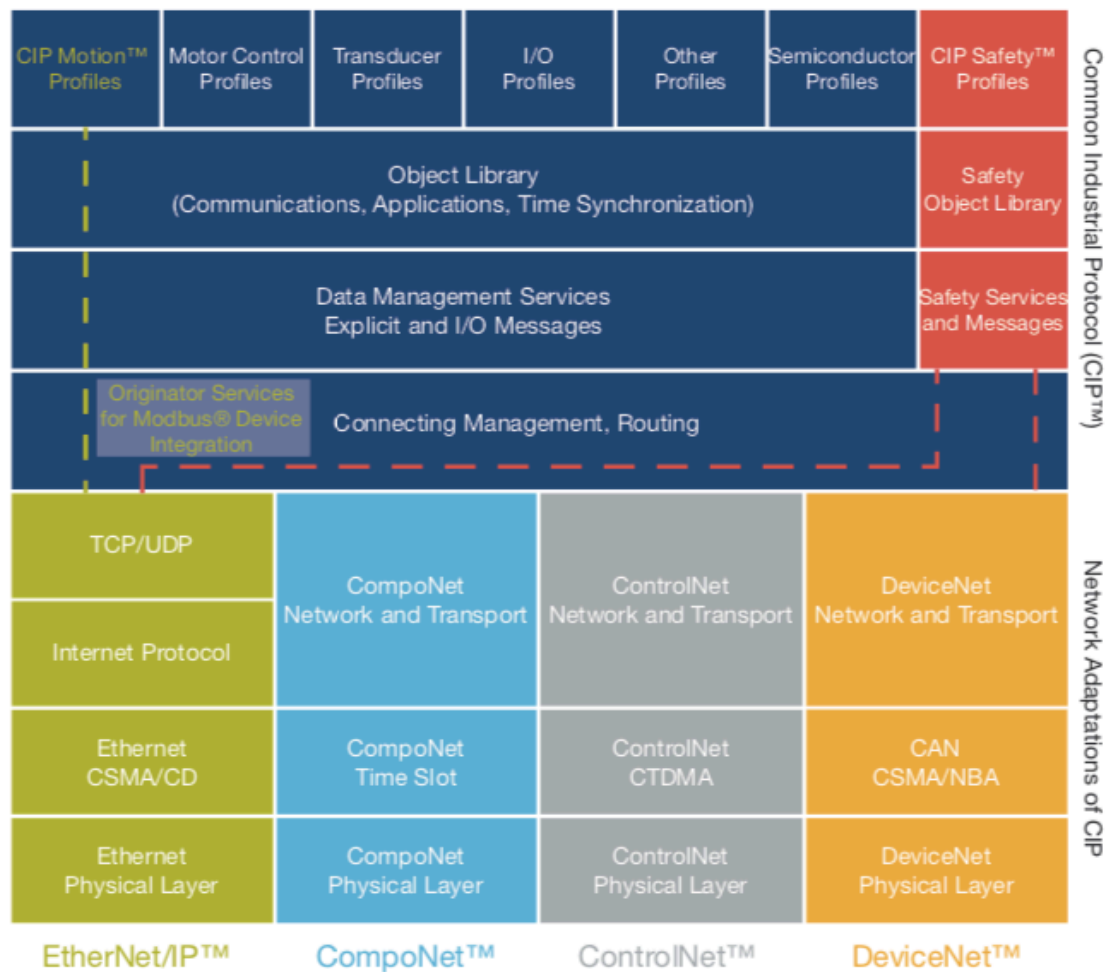 CIP Motion™
Profiles
Motor Control
Profiles
Transducer
Profiles
I/O
Profiles
Other
Profiles
Semiconductor
Profiles
CIP Safety™
Profiles
Object Library
(Communications, Applications, Time Synchronization)
Safety
Object Library
Data Management Services
Explicit and I/O Messages
Safety Services
and Messages
Originator Services
for Modbus® Device
Integration
Connecting Management, Routing
Common Industrial Protocol (CIP™)
TCP/UDP
Internet Protocol
CompoNet
Network and Transport
ControlNet
Network and Transport
DeviceNet
Network and Transport
Ethernet
CSMA/CD
CompoNet
Time Slot
ControlNet
CTDMA
CAN
CSMA/NBA
Ethernet
Physical Layer
CompoNet
Physical Layer
ControlNet
Physical Layer
DeviceNet
Physical Layer
Network Adaptations of CIP
EtherNet/IP™
CompoNet™
ControlNet™
DeviceNet™